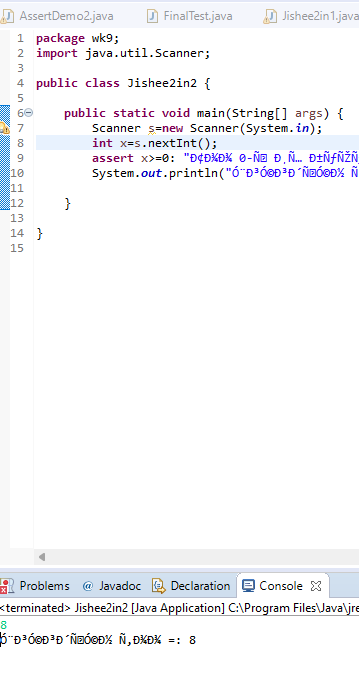 AssertDemo2.java FinalTest.java Jishee2in1.java
1 package wk9;
2 import java.util.Scanner;
3
4 public class Jishee2in2 {
5
6 public static void main(String[] args) {
7 Scanner s=new Scanner(System.in);
8 int x=s.nextInt();
9 assert x>=0: "Ð¢Ð¾Ð¾ 0-Ñ Ð¸Ñ… Ð±ÑƒÑŽÑ
10 System.out.println("Ó¨Ð³Ó©Ð³Ð´ÑÓ©Ð½ Ñ
11
12 }
13
14 }
15
Problems @ Javadoc Declaration Console
<terminated> Jishee2in2 [Java Application] C:\Program Files\Java\jre
8
Ó¨Ð³Ó©Ð³Ð´ÑÓ©Ð½ Ñ‚Ð¾Ð¾ =: 8